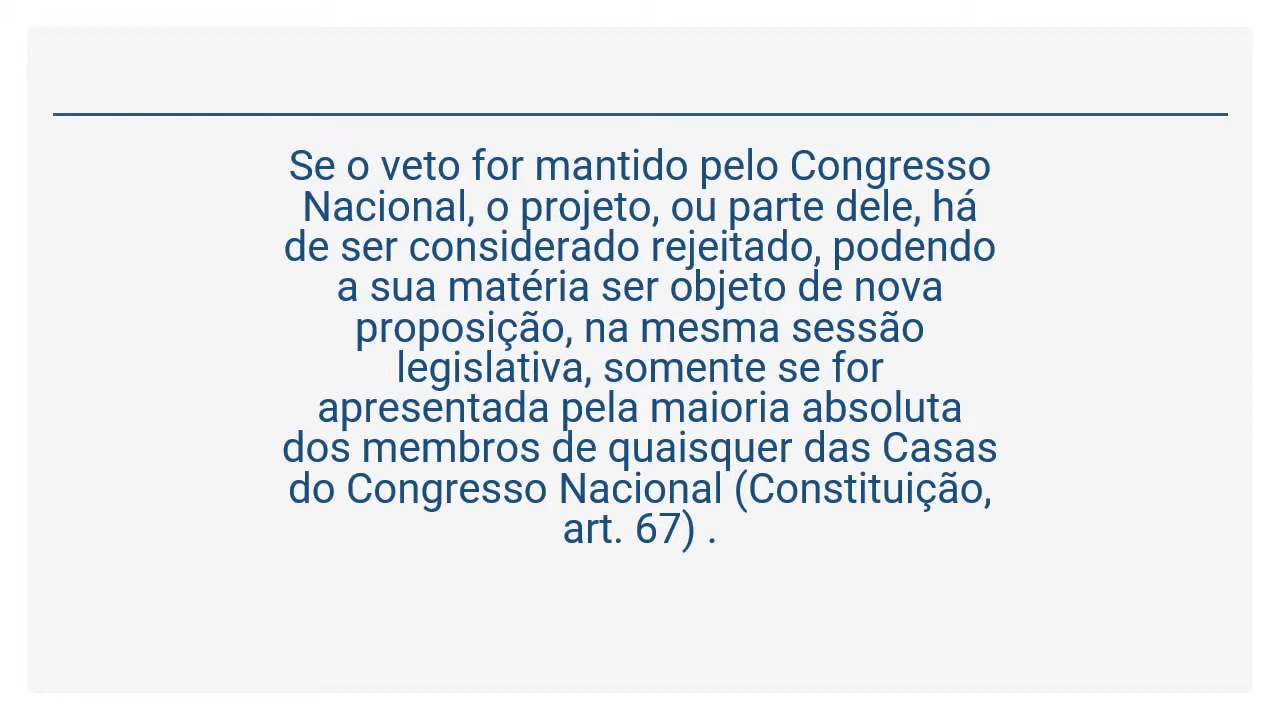 Se o veto for mantido pelo Congresso
Nacional, o projeto, ou parte dele, há
de ser considerado rejeitado, podendo
a sua matéria ser objeto de nova
proposição, na mesma sessão
legislativa, somente se for
apresentada pela maioria absoluta
dos membros de quaisquer das Casas
do Congresso Nacional (Constituição,
art. 67) .